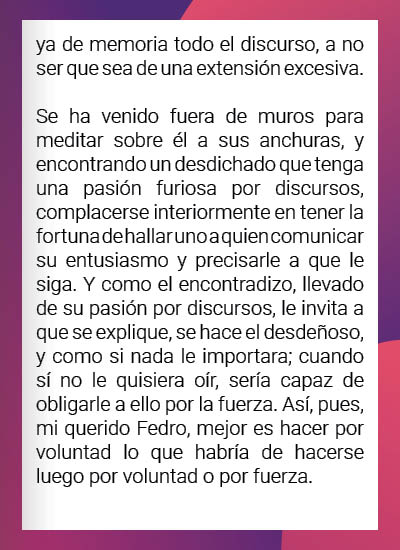 ya de memoria todo el discurso, a no
ser que sea de una extensión excesiva.
Se ha venido fuera de muros para
meditar sobre él a sus anchuras, y
encontrando un desdichado que tenga
una pasión furiosa por discursos,
complacerse interiormente en tener la
fortuna de hallar uno a quien comunicar
su entusiasmo y precisarle a que le
siga. Y como el encontradizo, llevado
de su pasión por discursos, le invita a
que se explique, se hace el desdeñoso,
y como si nada le importara; cuando
sí no le quisiera oír, sería capaz de
obligarle a ello por la fuerza. Así, pues,
mi querido Fedro, mejor es hacer por
voluntad lo que habría de hacerse
luego por voluntad o por fuerza.